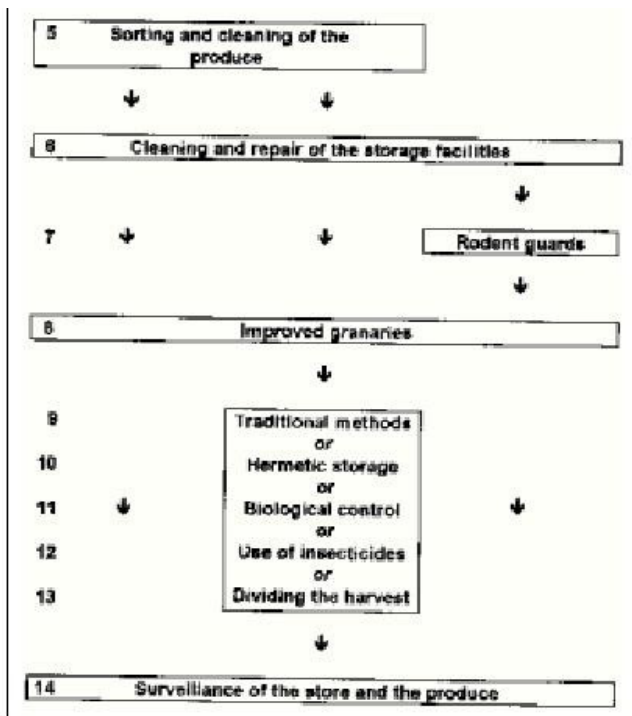 5 Sorting and cleaning of the
produce
6 Cleaning and repair of the storage facilities
7 Rodent guards
8 Improved granaries
9 Traditional methods
or
10 Hermetic storage
or
11 Biological control
or
12 Use of insecticides
or
13 Dividing the harvest
14 Surveillance of the store and the produce